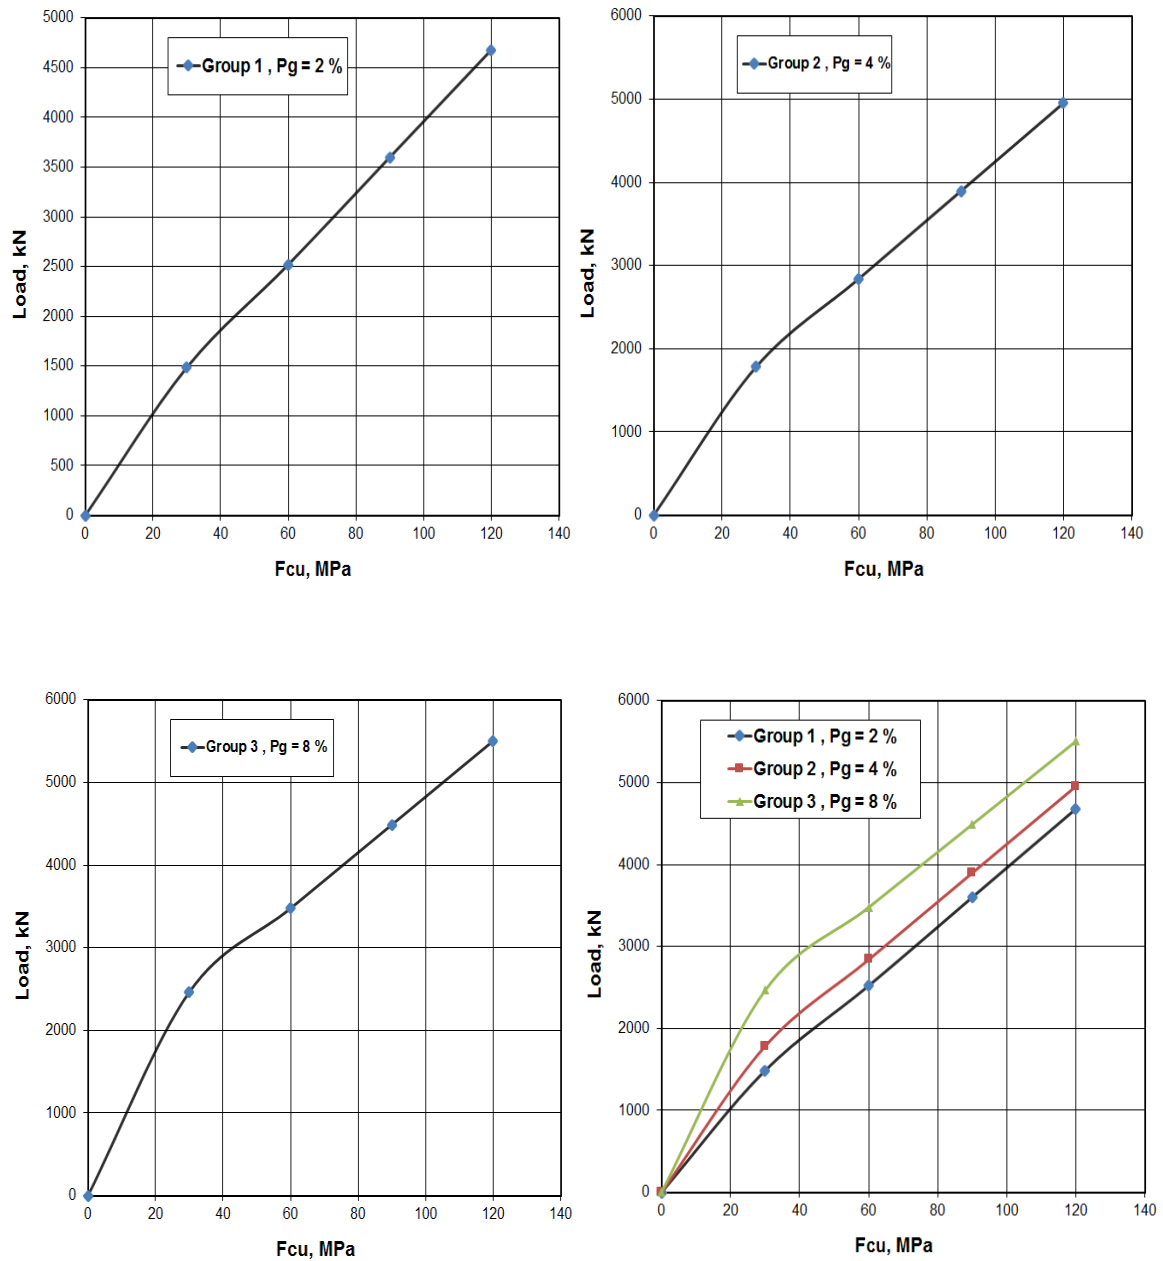 5000
4500
4000
3500
3000
2500
2000
1500
1000
500
0
Load, kN
Group 1 , Pg = 2 %
0 20 40 60 80 100 120 140
Fcu, MPa
6000
5000
4000
3000
2000
1000
0
Load, kN
Group 2 , Pg = 4 %
0 20 40 60 80 100 120 140
Fcu, MPa
6000
5000
4000
3000
2000
1000
0
Load, kN
Group 3 , Pg = 8 %
0 20 40 60 80 100 120 140
Fcu, MPa
6000
5000
4000
3000
2000
1000
0
Load, kN
Group 1 , Pg = 2 %
Group 2 , Pg = 4 %
Group 3 , Pg = 8 %
0 20 40 60 80 100 120 140
Fcu, MPa